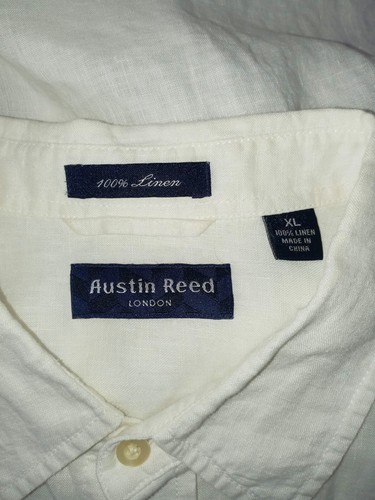 100% Linen
XL
100% LINEN
MADE IN
CHINA
Austin Reed
LONDON